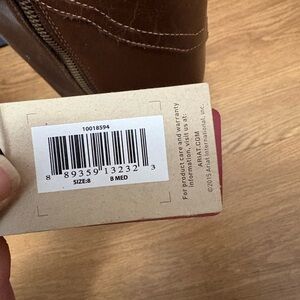 10018594
8 89359 13232 3
SIZE:8 B MED
For product care and warranty
information, visit us at:
ARIAT.COM
©2015 Ariat International, Inc.